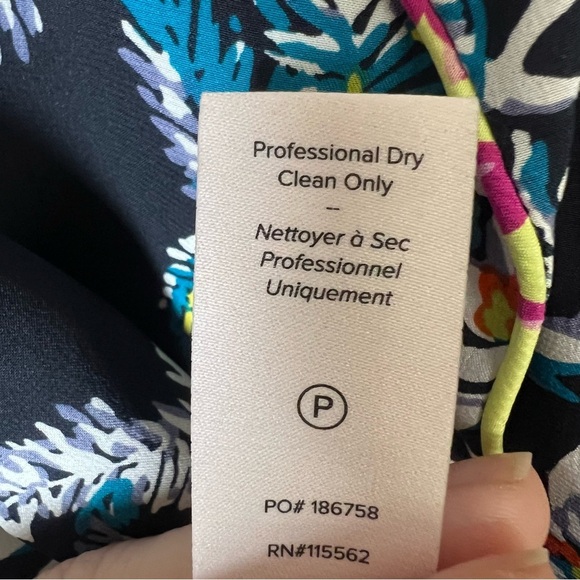 Professional Dry
Clean Only
–
Nettoyer à Sec
Professionnel
Uniquement
P
PO# 186758
RN#115562